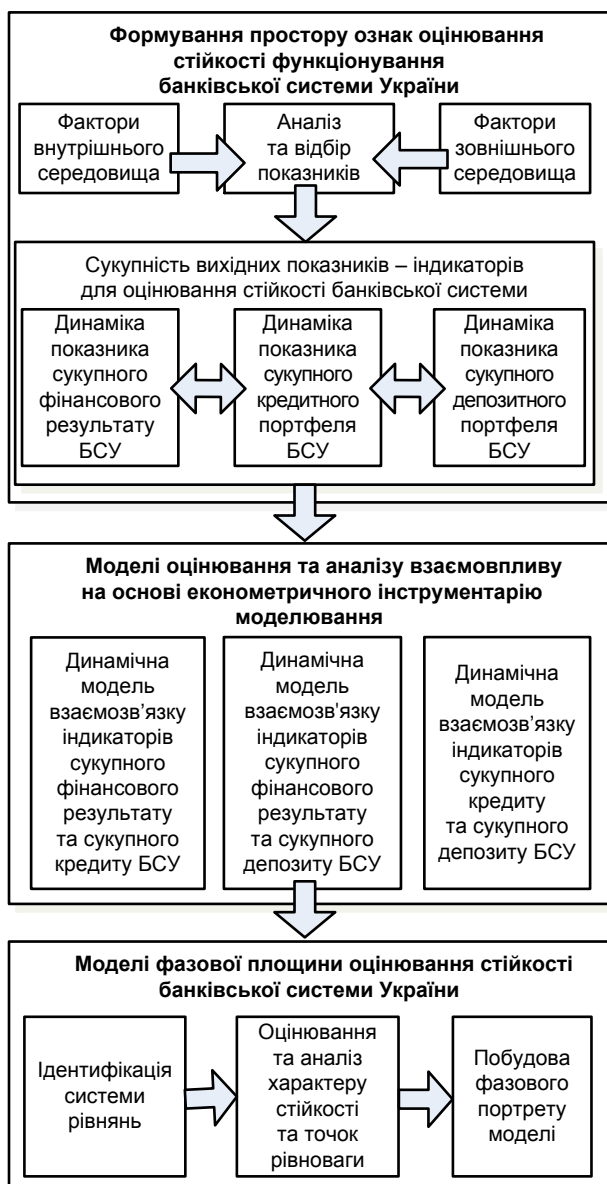 Формування простору ознак оцінювання
стійкості функціонування
банківської системи України
Фактори
внутрішнього
середовища
Аналіз
та відбір
показників
Фактори
зовнішнього
середовища
Сукупність вихідних показників – індикаторів
для оцінювання стійкості банківської системи
Динаміка
показника
сукупного
фінансового
результату
БСУ
Динаміка
показника
сукупного
кредитного
портфеля
БСУ
Динаміка
показника
сукупного
депозитного
портфеля
БСУ
Моделі оцінювання та аналізу взаємовпливу
на основі економетричного інструментарію
моделювання
Динамічна
модель
взаємозв’язку
індикаторів
сукупного
фінансового
результату
та сукупного
кредиту БСУ
Динамічна
модель
взаємозв'язку
індикаторів
сукупного
фінансового
результату
та сукупного
депозиту БСУ
Динамічна
модель
взаємозв’язку
індикаторів
сукупного
кредиту
та сукупного
депозиту БСУ
Моделі фазової площини оцінювання стійкості
банківської системи України
Ідентифікація
системи
рівнянь
Оцінювання
та аналіз
характеру
стійкості
та точок
рівноваги
Побудова
фазового
портрету
моделі